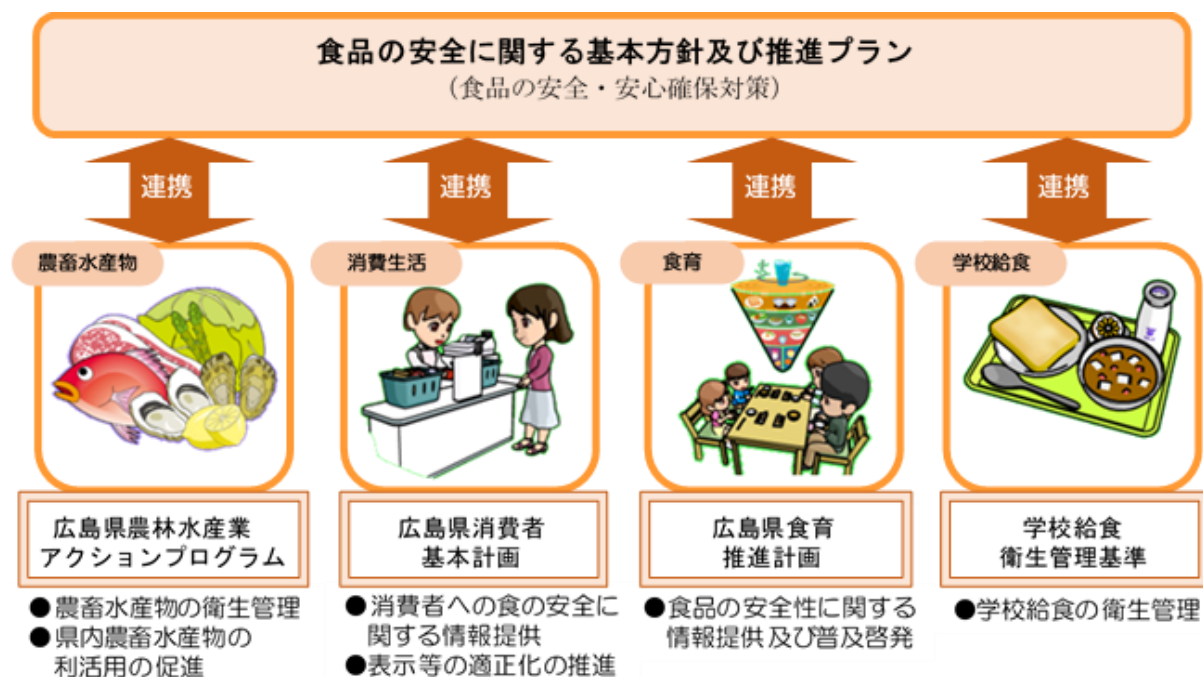 食品の安全に関する基本方針及び推進プラン
（食品の安全・安心確保対策）
連携
連携
連携
連携
農畜水産物
消費生活
食育
学校給食
広島県農林水産業
アクションプログラム
●農畜水産物の衛生管理
●県内農畜水産物の
利活用の促進
広島県消費者
基本計画
●消費者への食の安全に
関する情報提供
●表示等の適正化の推進
広島県食育
推進計画
●食品の安全性に関する
情報提供及び普及啓発
学校給食
衛生管理基準
●学校給食の衛生管理